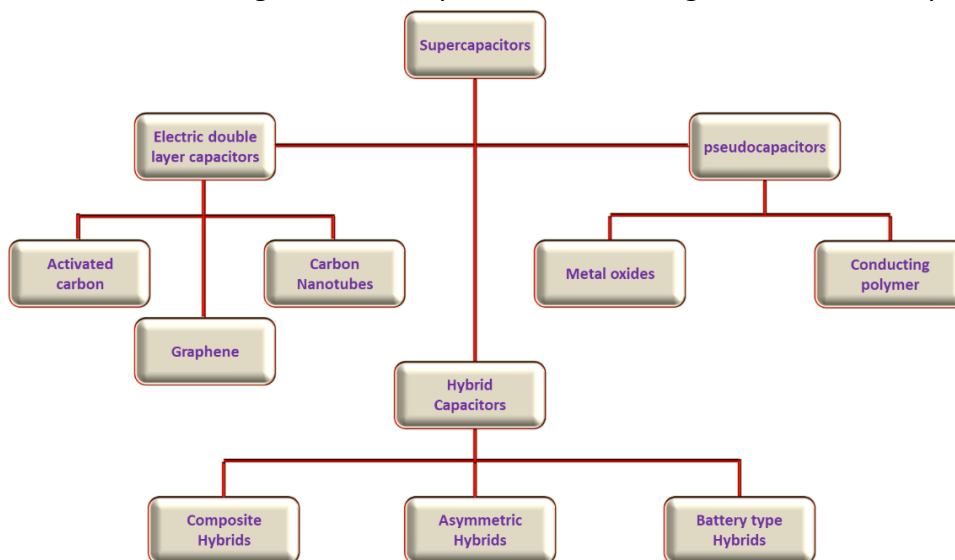 Supercapacitors
Electric double
layer capacitors
pseudocapacitors
Activated
carbon
Carbon
Nanotubes
Metal oxides
Conducting
polymer
Graphene
Hybrid
Capacitors
Composite
Hybrids
Asymmetric
Hybrids
Battery type
Hybrids